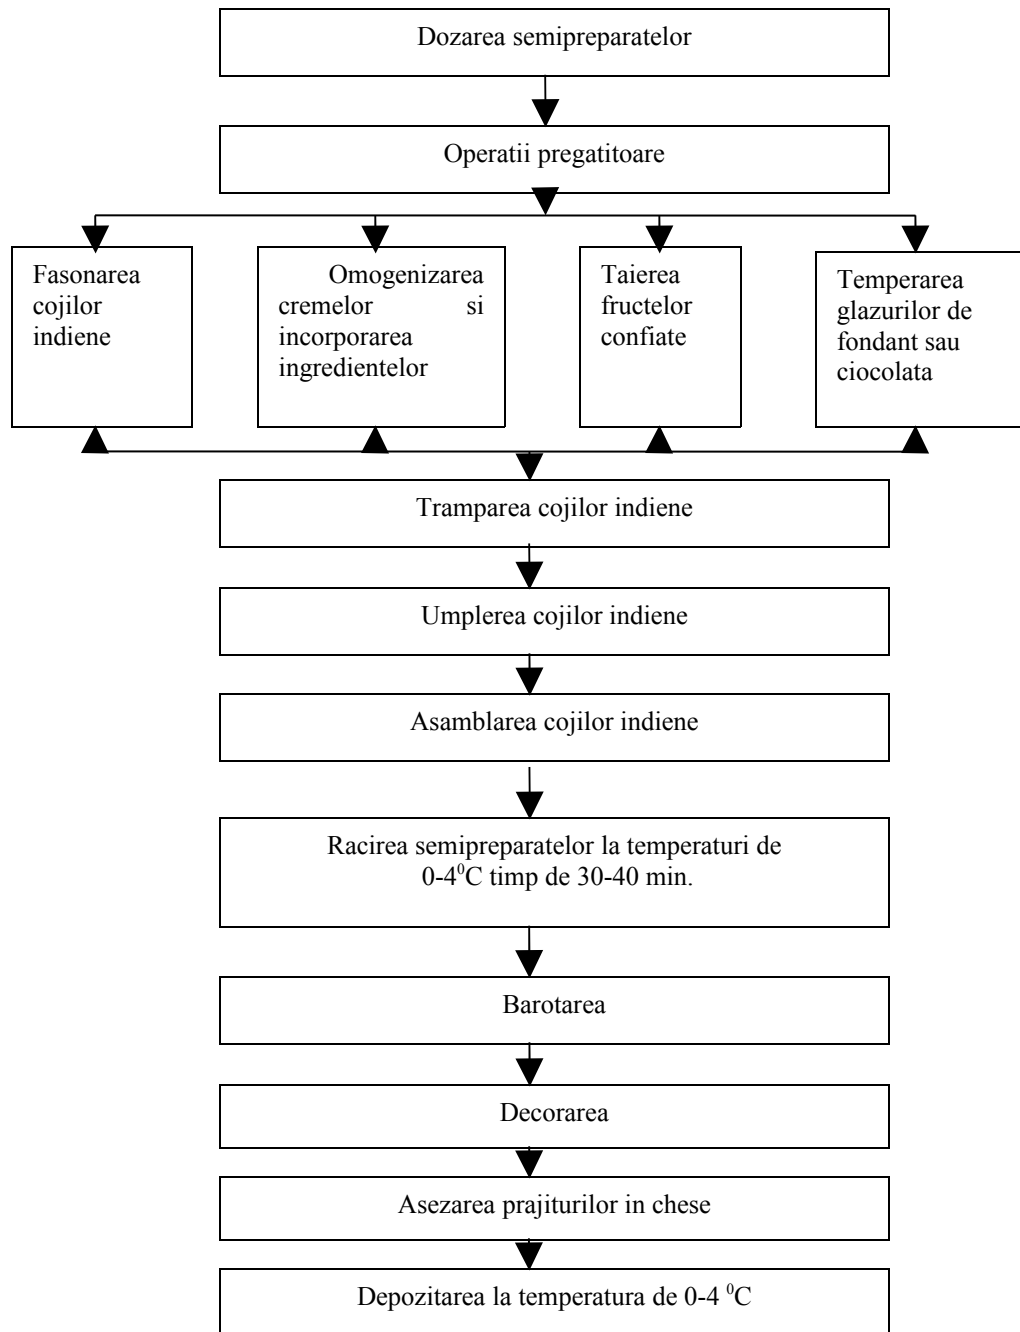 Dozarea semipreparatelor
Operatii pregatitoare
Fasonarea
cojilor
indiene
Omogenizarea
cremelor si
incorporarea
ingredientelor
Taierea
fructelor
confiate
Temperarea
glazurilor de
fondant sau
ciocolata
Tramparea cojilor indiene
Umplerea cojilor indiene
Asamblarea cojilor indiene
Racirea semipreparatelor la temperaturi de
0-4⁰C timp de 30-40 min.
Barotarea
Decorarea
Asezarea prajiturilor in chese
Depozitarea la temperatura de 0-4 ⁰C